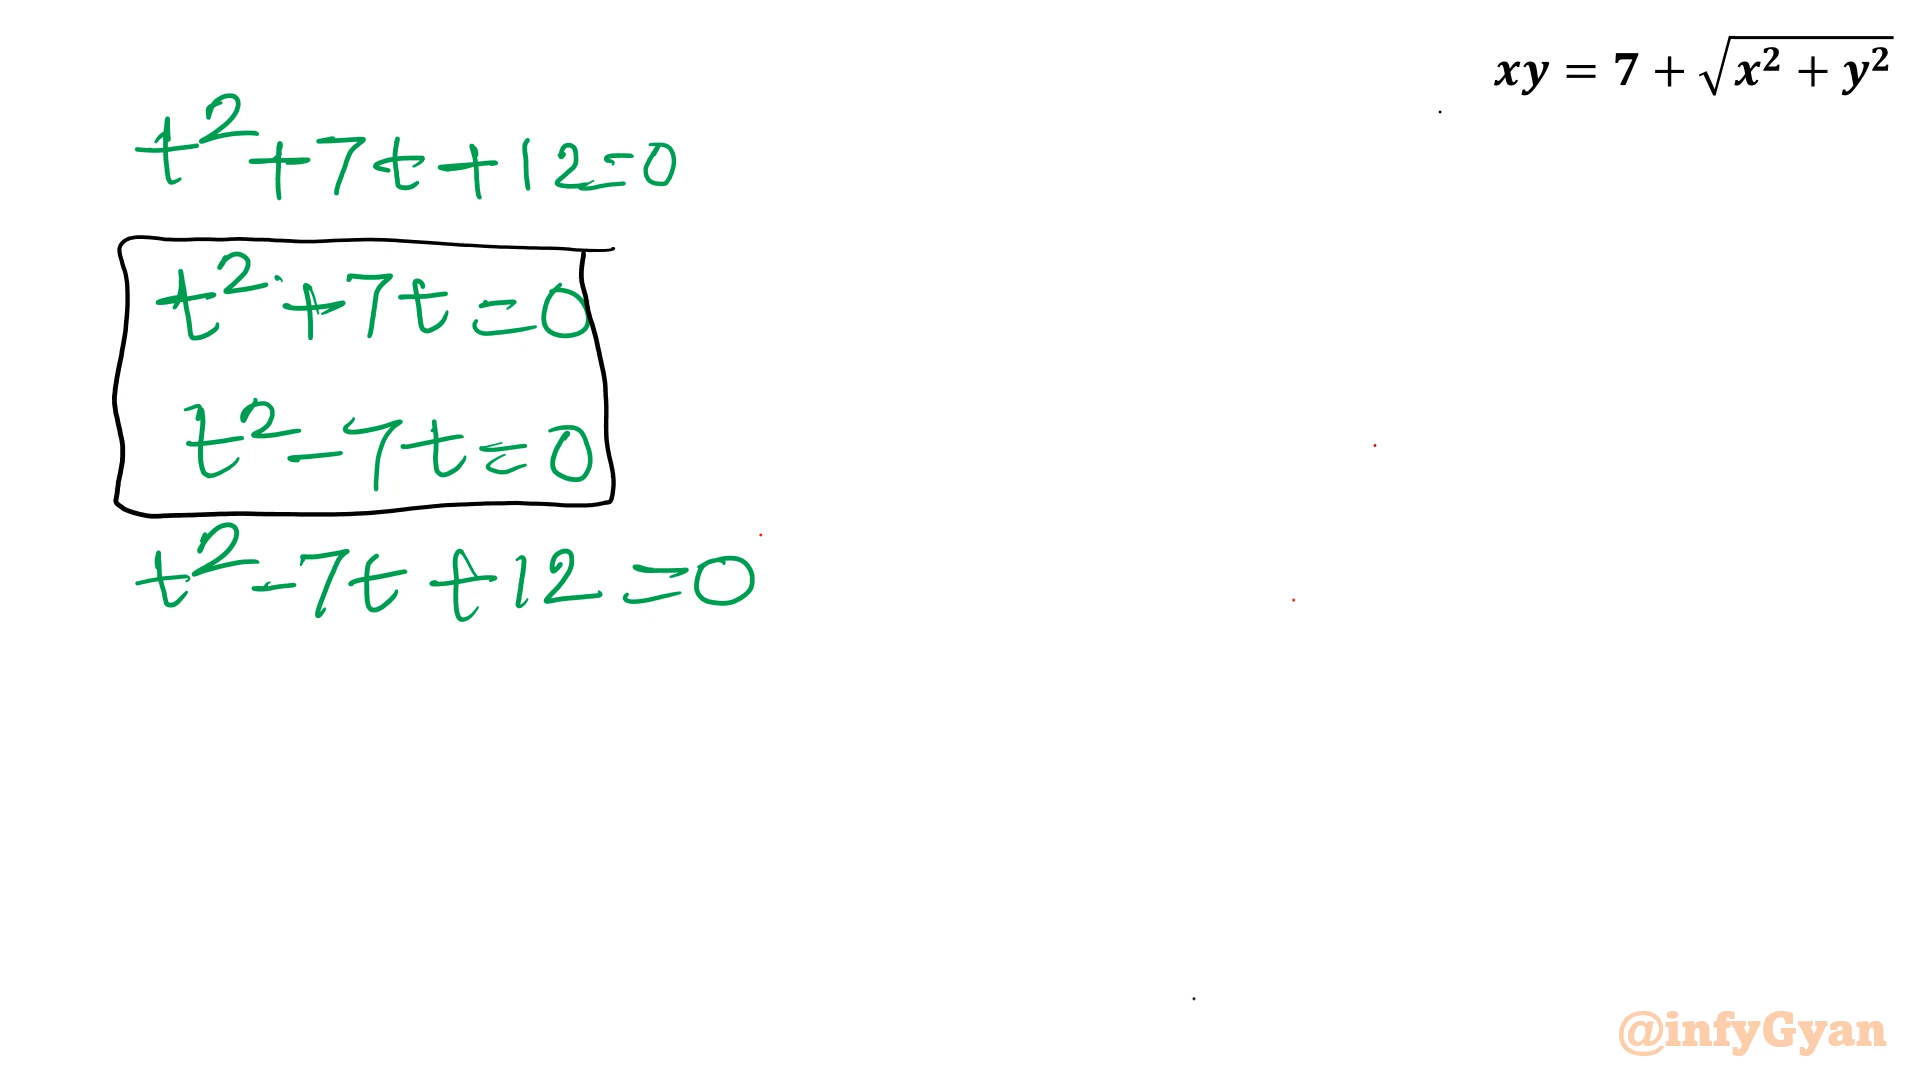 xy = 7 + √(x² + y²)
t² + 7t + 12 = 0
t² + 7t = 0
t² - 7t = 0
t² - 7t + 12 = 0
@infyGyan